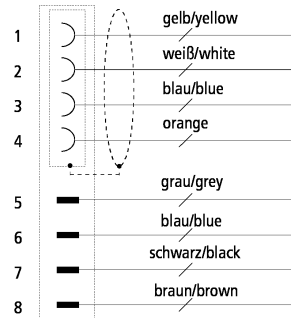 1 gelb/yellow
2 weiß/white
3 blau/blue
4 orange
5 grau/grey
6 blau/blue
7 schwarz/black
8 braun/brown